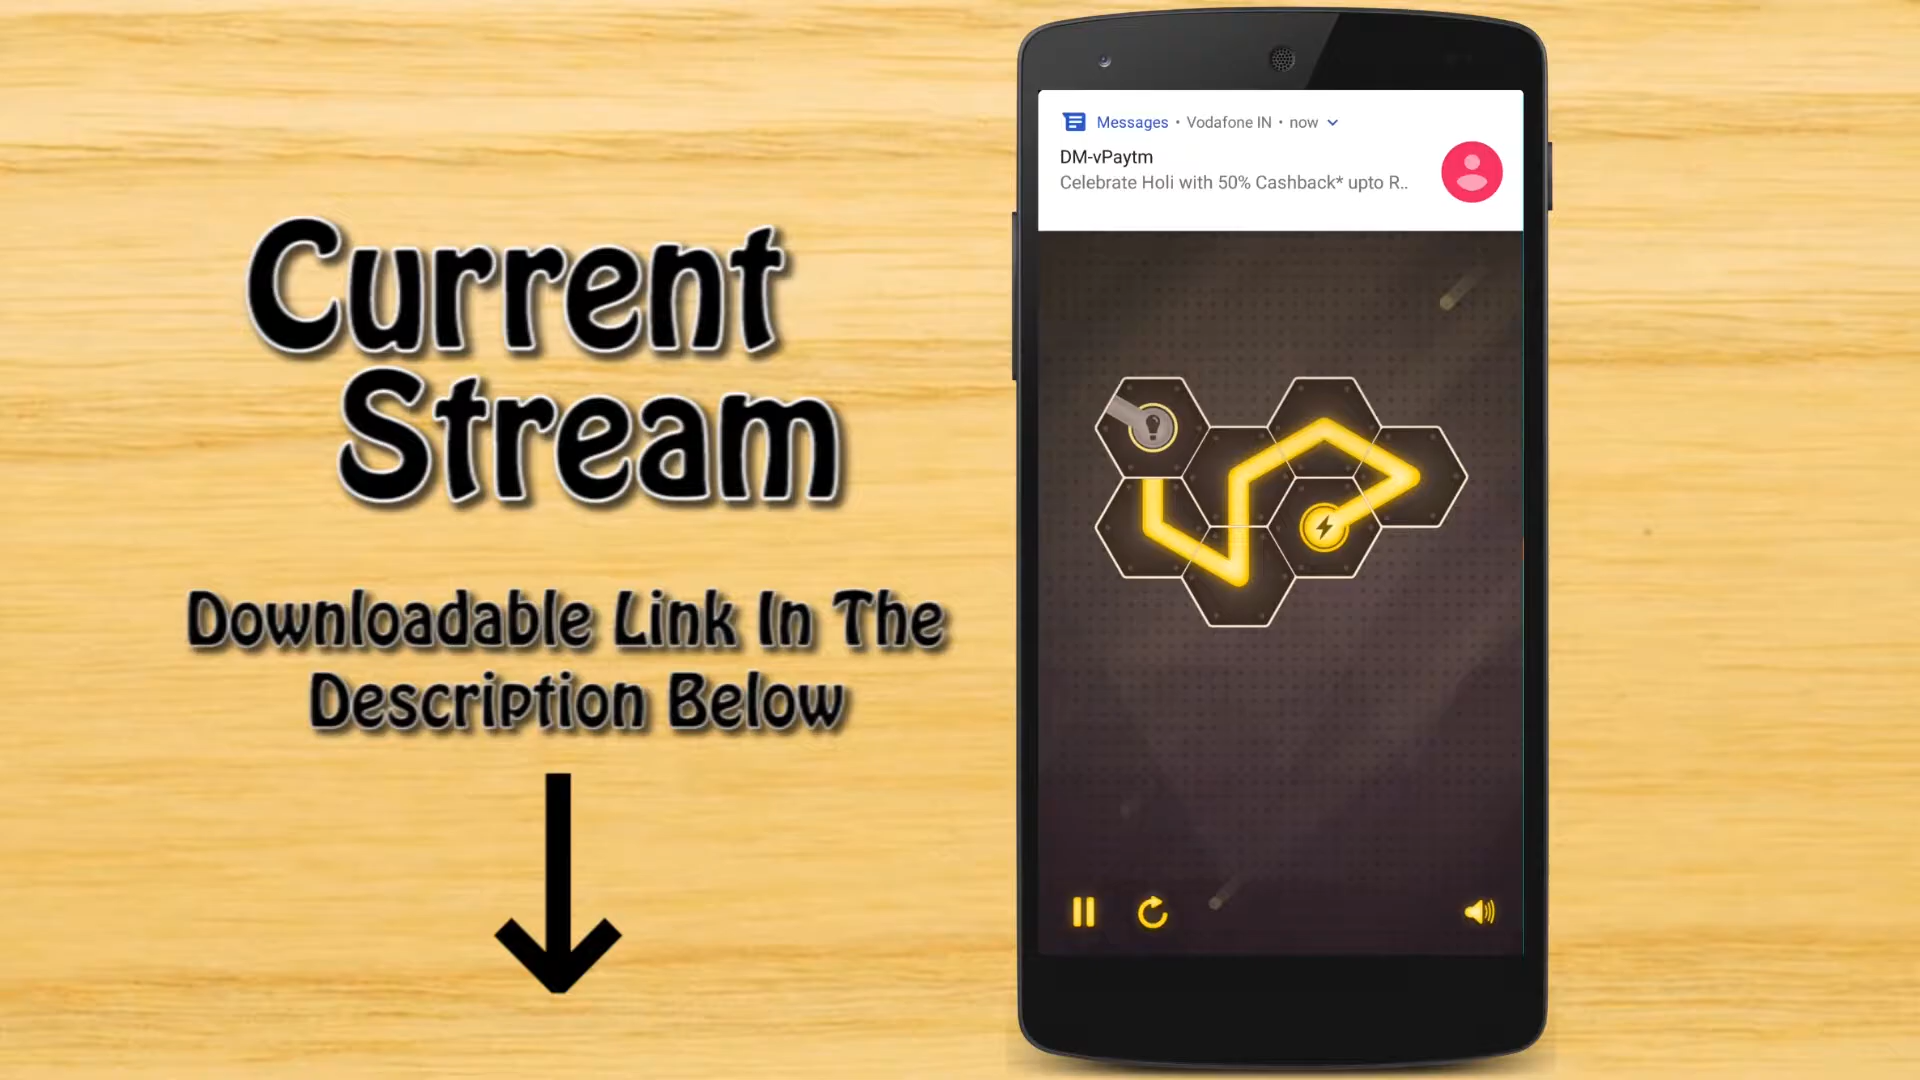 Current
Stream
Downloadable Link In The
Description Below
Messages • Vodafone IN • now
DM-vPaytm
Celebrate Holi with 50% Cashback* upto R..